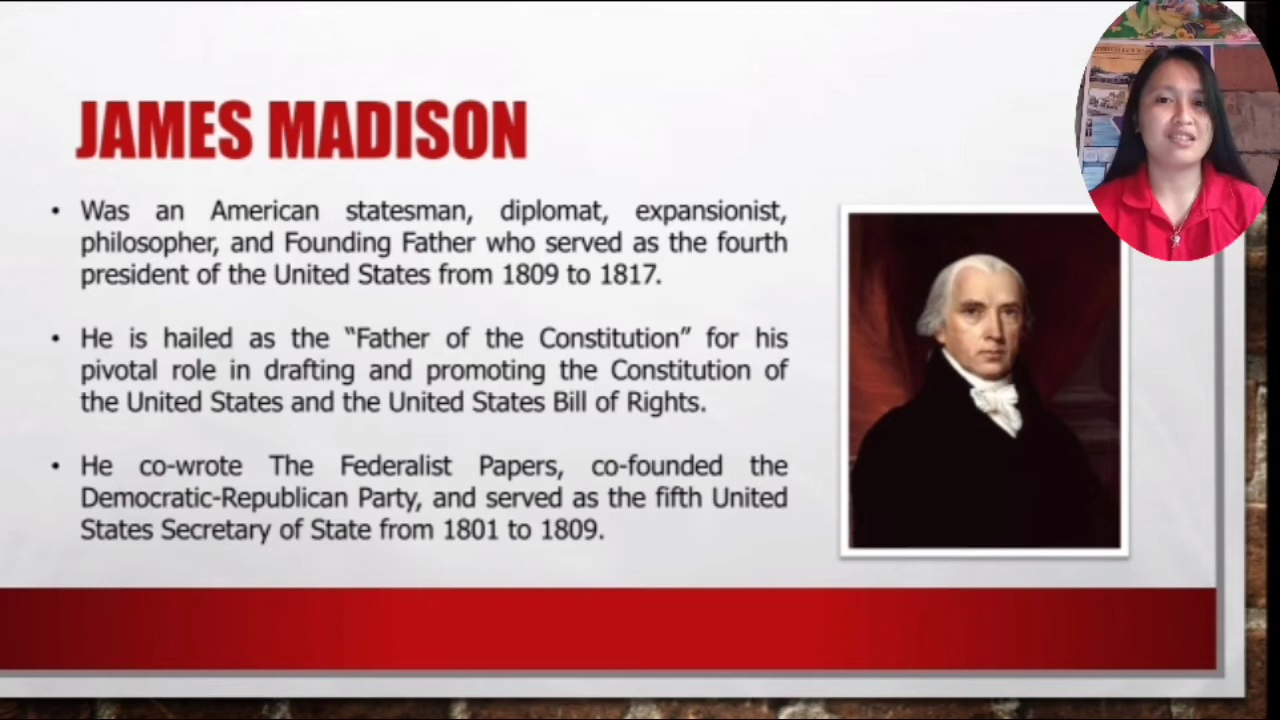 JAMES MADISON
• Was an American statesman, diplomat, expansionist,
philosopher, and Founding Father who served as the fourth
president of the United States from 1809 to 1817.
• He is hailed as the “Father of the Constitution” for his
pivotal role in drafting and promoting the Constitution of
the United States and the United States Bill of Rights.
• He co-wrote The Federalist Papers, co-founded the
Democratic-Republican Party, and served as the fifth United
States Secretary of State from 1801 to 1809.